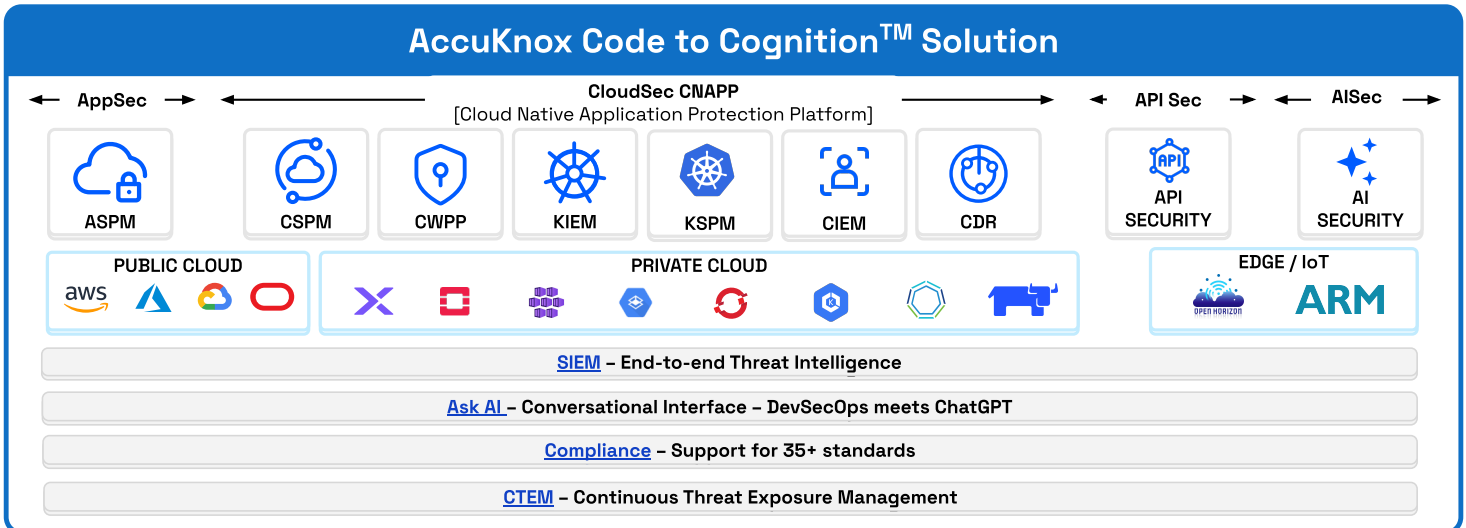 AccuKnox Code to Cognition™ Solution
AppSec
CloudSec CNAPP
[Cloud Native Application Protection Platform]
API Sec
AISec
ASPM
CSPM
CWPP
KIEM
KSPM
CIEM
CDR
API
API
SECURITY
AI
SECURITY
PUBLIC CLOUD
aws
PRIVATE CLOUD
K
EDGE / IoT
OPEN HORIZON
ARM
SIEM – End-to-end Threat Intelligence
Ask AI – Conversational Interface – DevSecOps meets ChatGPT
Compliance – Support for 35+ standards
CTEM – Continuous Threat Exposure Management